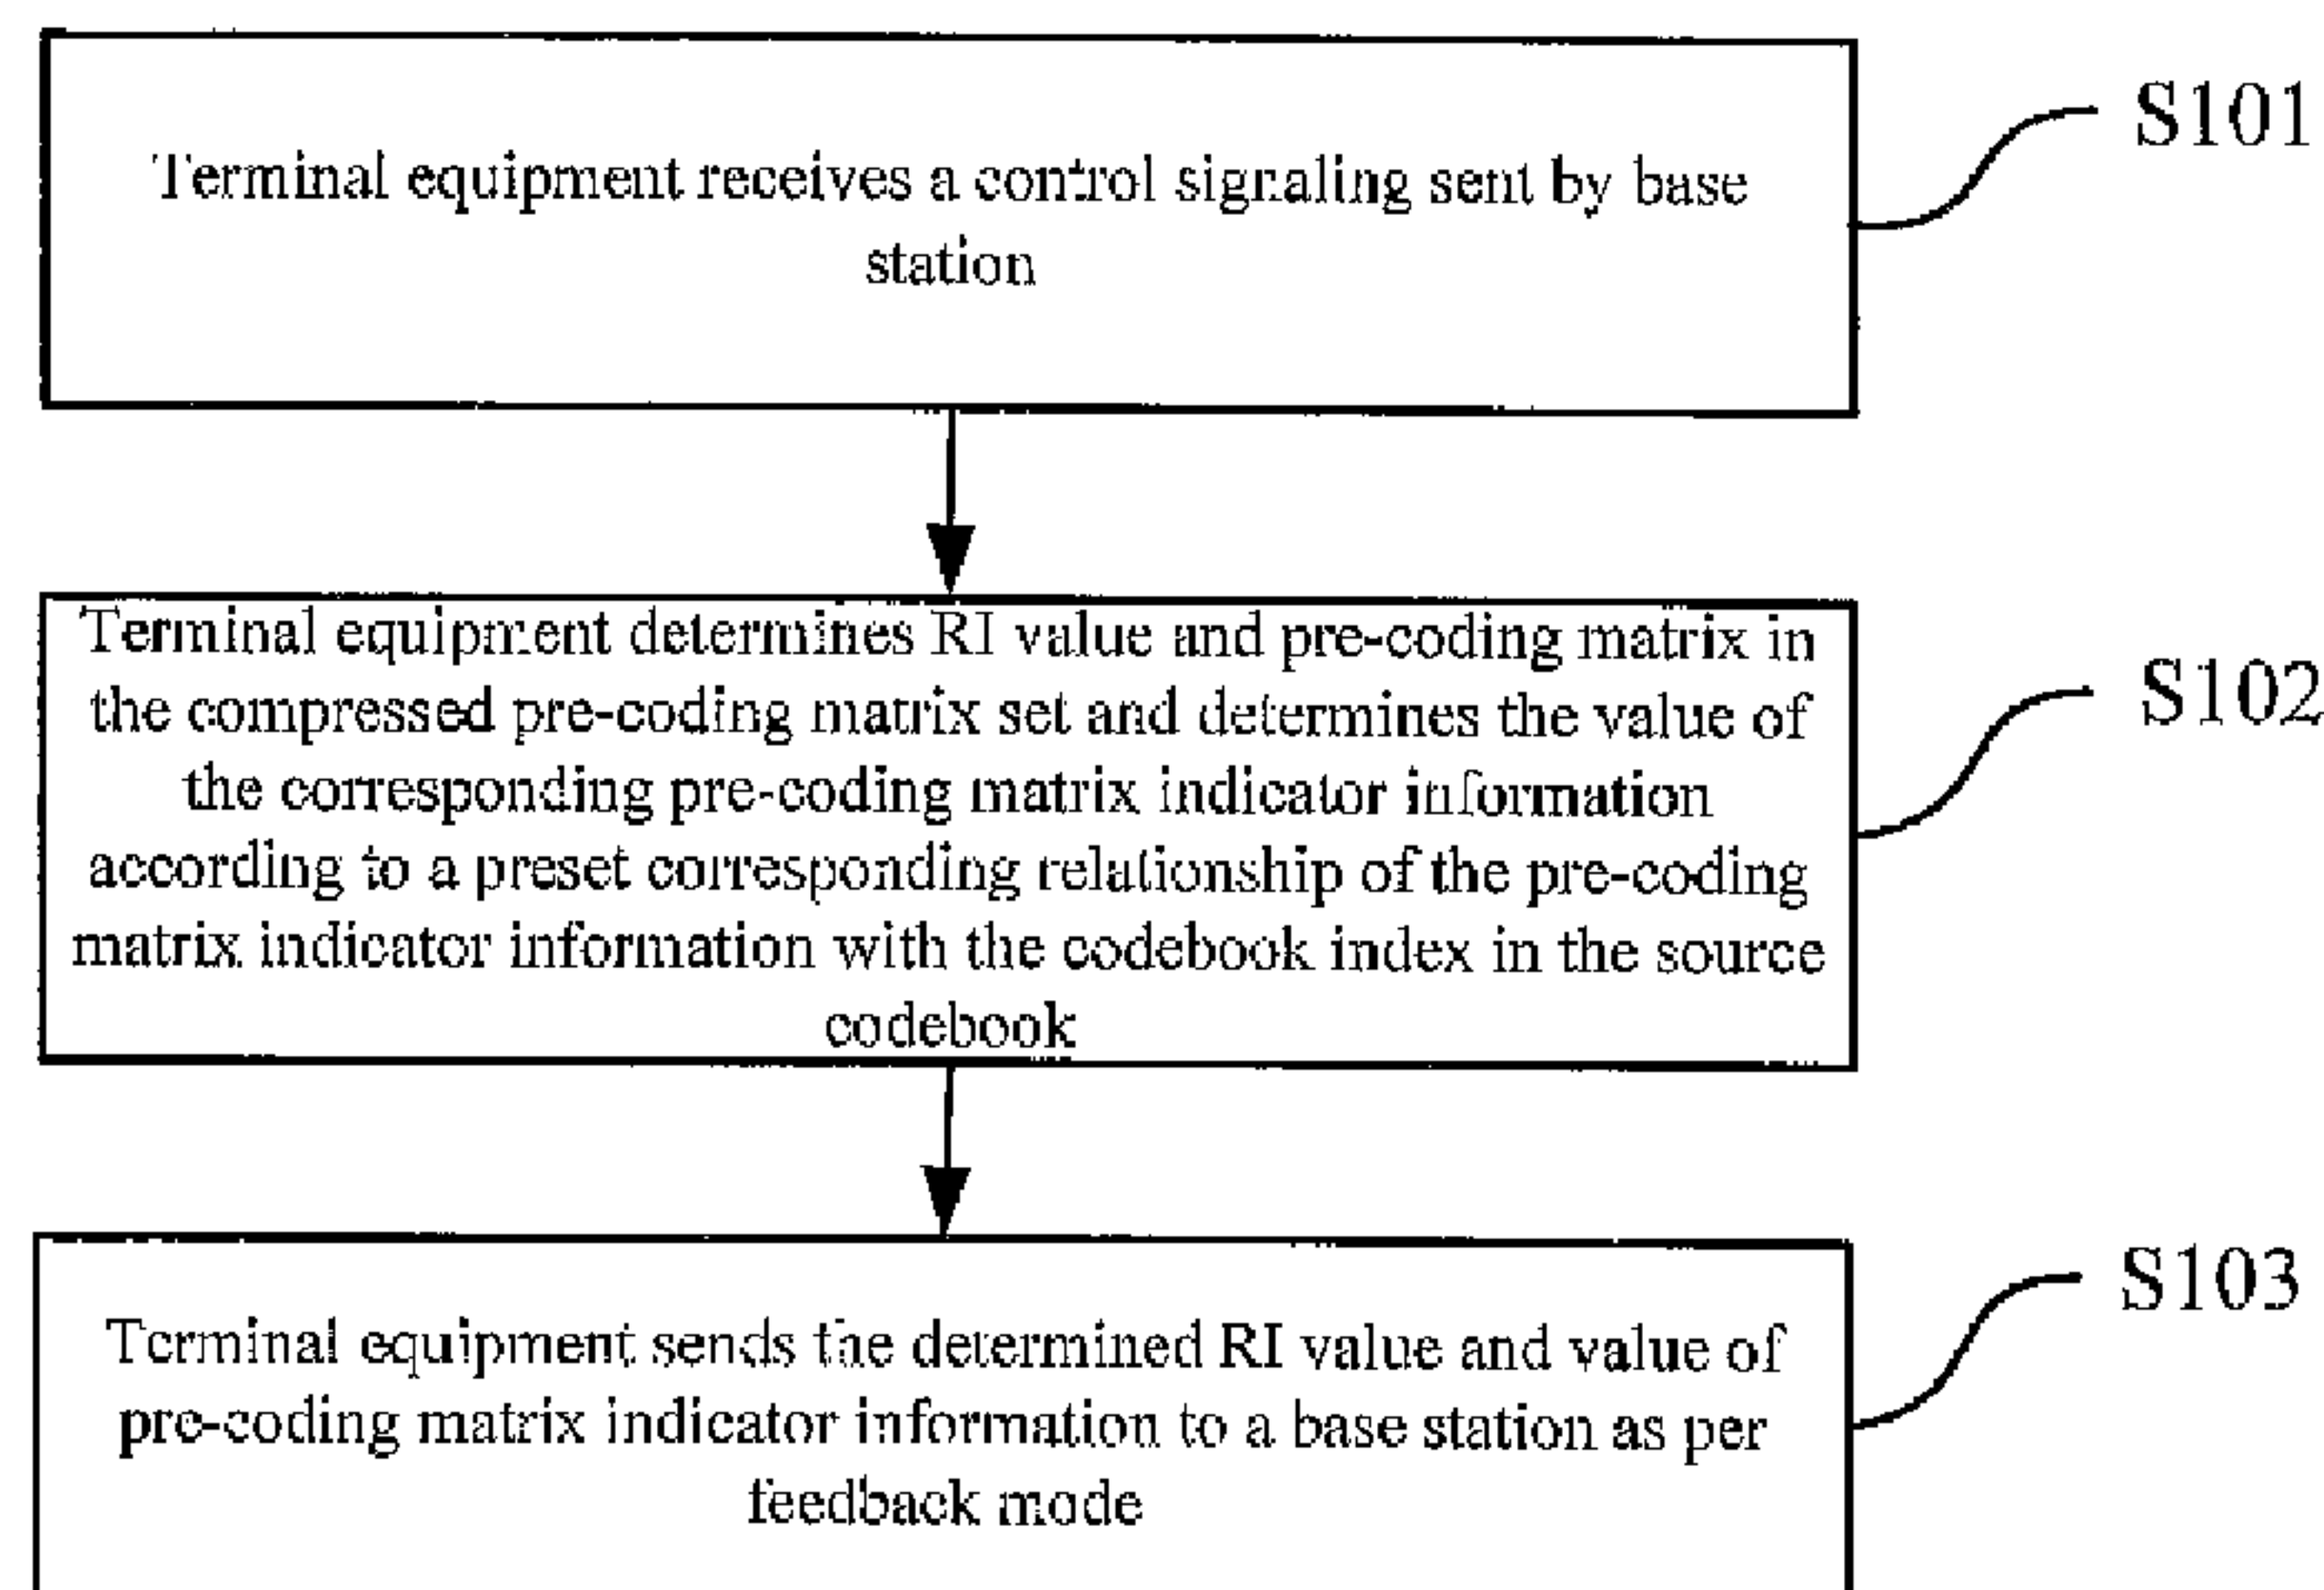 Terminal equipment receives a control signaling sent by base
station
S101
Terminal equipment determines RI value and pre-coding matrix in
the compressed pre-coding matrix set and determines the value of
the corresponding pre-coding matrix indicator information
according to a preset corresponding relationship of the pre-coding
matrix indicator information with the codebook index in the source
codebook
S102
Terminal equipment sends the determined RI value and value of
pre-coding matrix indicator information to a base station as per
feedback mode
S103